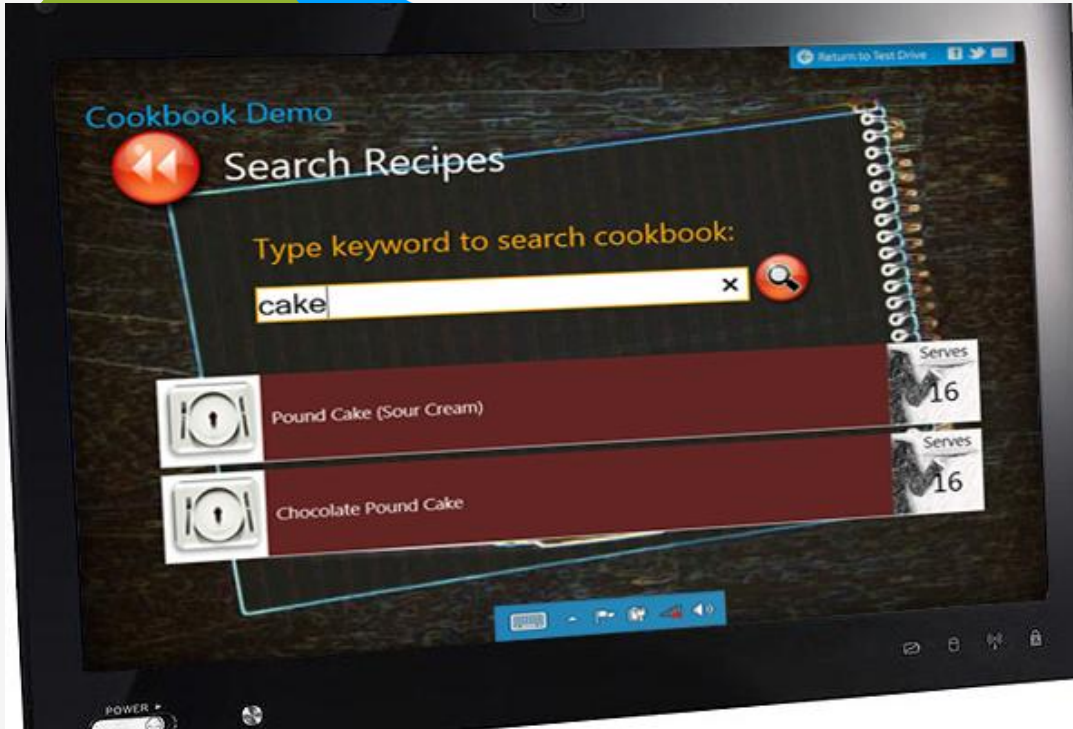 Return to Test Drive
Cookbook Demo
Search Recipes
Type keyword to search cookbook:
cake
Pound Cake (Sour Cream)
Serves
16
Chocolate Pound Cake
Serves
16
POWER